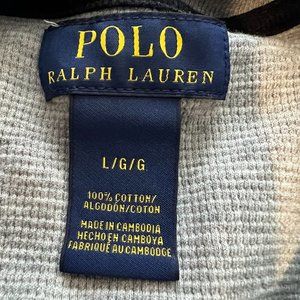 POLO
RALPH LAUREN
L/G/G
100% COTTON/
ALGODÓN/COTON
MADE IN CAMBODIA
HECHO EN CAMBOYA
FABRIQUÉ AU CAMBODGE